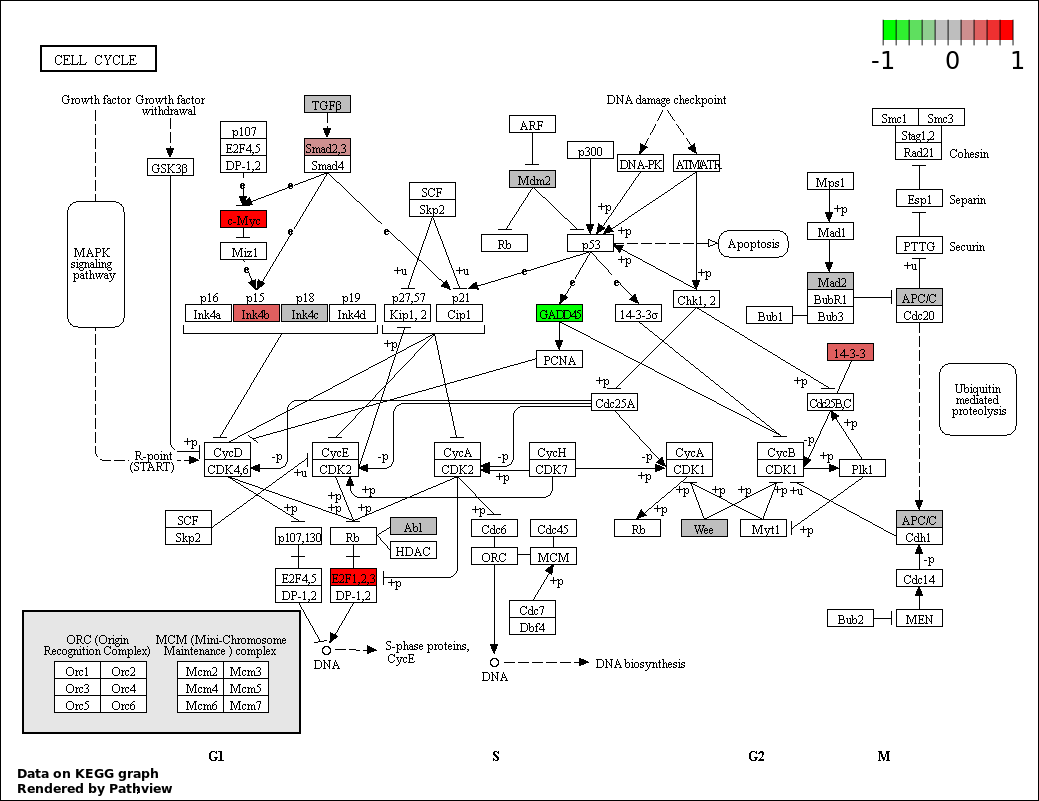 -1 0 1
CELL CYCLE
Growth factor
Growth factor
withdrawal
TGFβ
DNA damage checkpoint
Smc1 Smc3
Stag1,2
Rad21
Cohesin
p107
E2F4,5
DP-1,2
ARF
p300
GSK3β
Smad2,3
Smad4
DNA-PK
ATM/ATR
Mdm2
Mps1
+p
SCF
Skp2
Esp1
Separin
e
e
c-Myc
Miz1
e
e
e
+p
Mad1
Rb
p53
+p
+p
Apoptosis
PTTG
Securin
MAPK
signaling
pathway
+u
+u
e
e
e
+p
+u
Mad2
BubR1
Bub3
Bub1
APC/C
Cdc20
p16
Ink4a
p15
Ink4b
p18
Ink4c
p19
Ink4d
p27,57
Kip1, 2
p21
Cip1
GADD45
14-3-3σ
Chk1, 2
+p
PCNA
14-3-3
+p
+p
Cdc25A
Cdc25B,C
Ubiquitin
mediated
proteolysis
R-point
(START)
+p
CycD
CDK4,6
-p
CycE
CDK2
-p
+u
CycA
CDK2
-p
+p
CycH
CDK7
-p
+p
CycA
CDK1
CycB
CDK1
-p
+p
+p
Plk1
+p
+p
+p
+p
+p
+p
+p
+p
+u
+p
SCF
Skp2
p107,130
Rb
Abl
HDAC
Cdc6
Cdc45
ORC
MCM
Rb
Wee
Myt1
+p
APC/C
Cdh1
-p
Cdc14
E2F4,5
DP-1,2
E2F1,2,3
DP-1,2
+p
+p
Cdc7
Dbf4
Bub2
MEN
DNA
S-phase proteins,
CycE
DNA
DNA biosynthesis
ORC (Origin
Recognition Complex)
Orc1 Orc2
Orc3 Orc4
Orc5 Orc6
MCM (Mini-Chromosome
Maintenance ) complex
Mcm2 Mcm3
Mcm4 Mcm5
Mcm6 Mcm7
G1 S G2 M
Data on KEGG graph
Rendered by Pathview